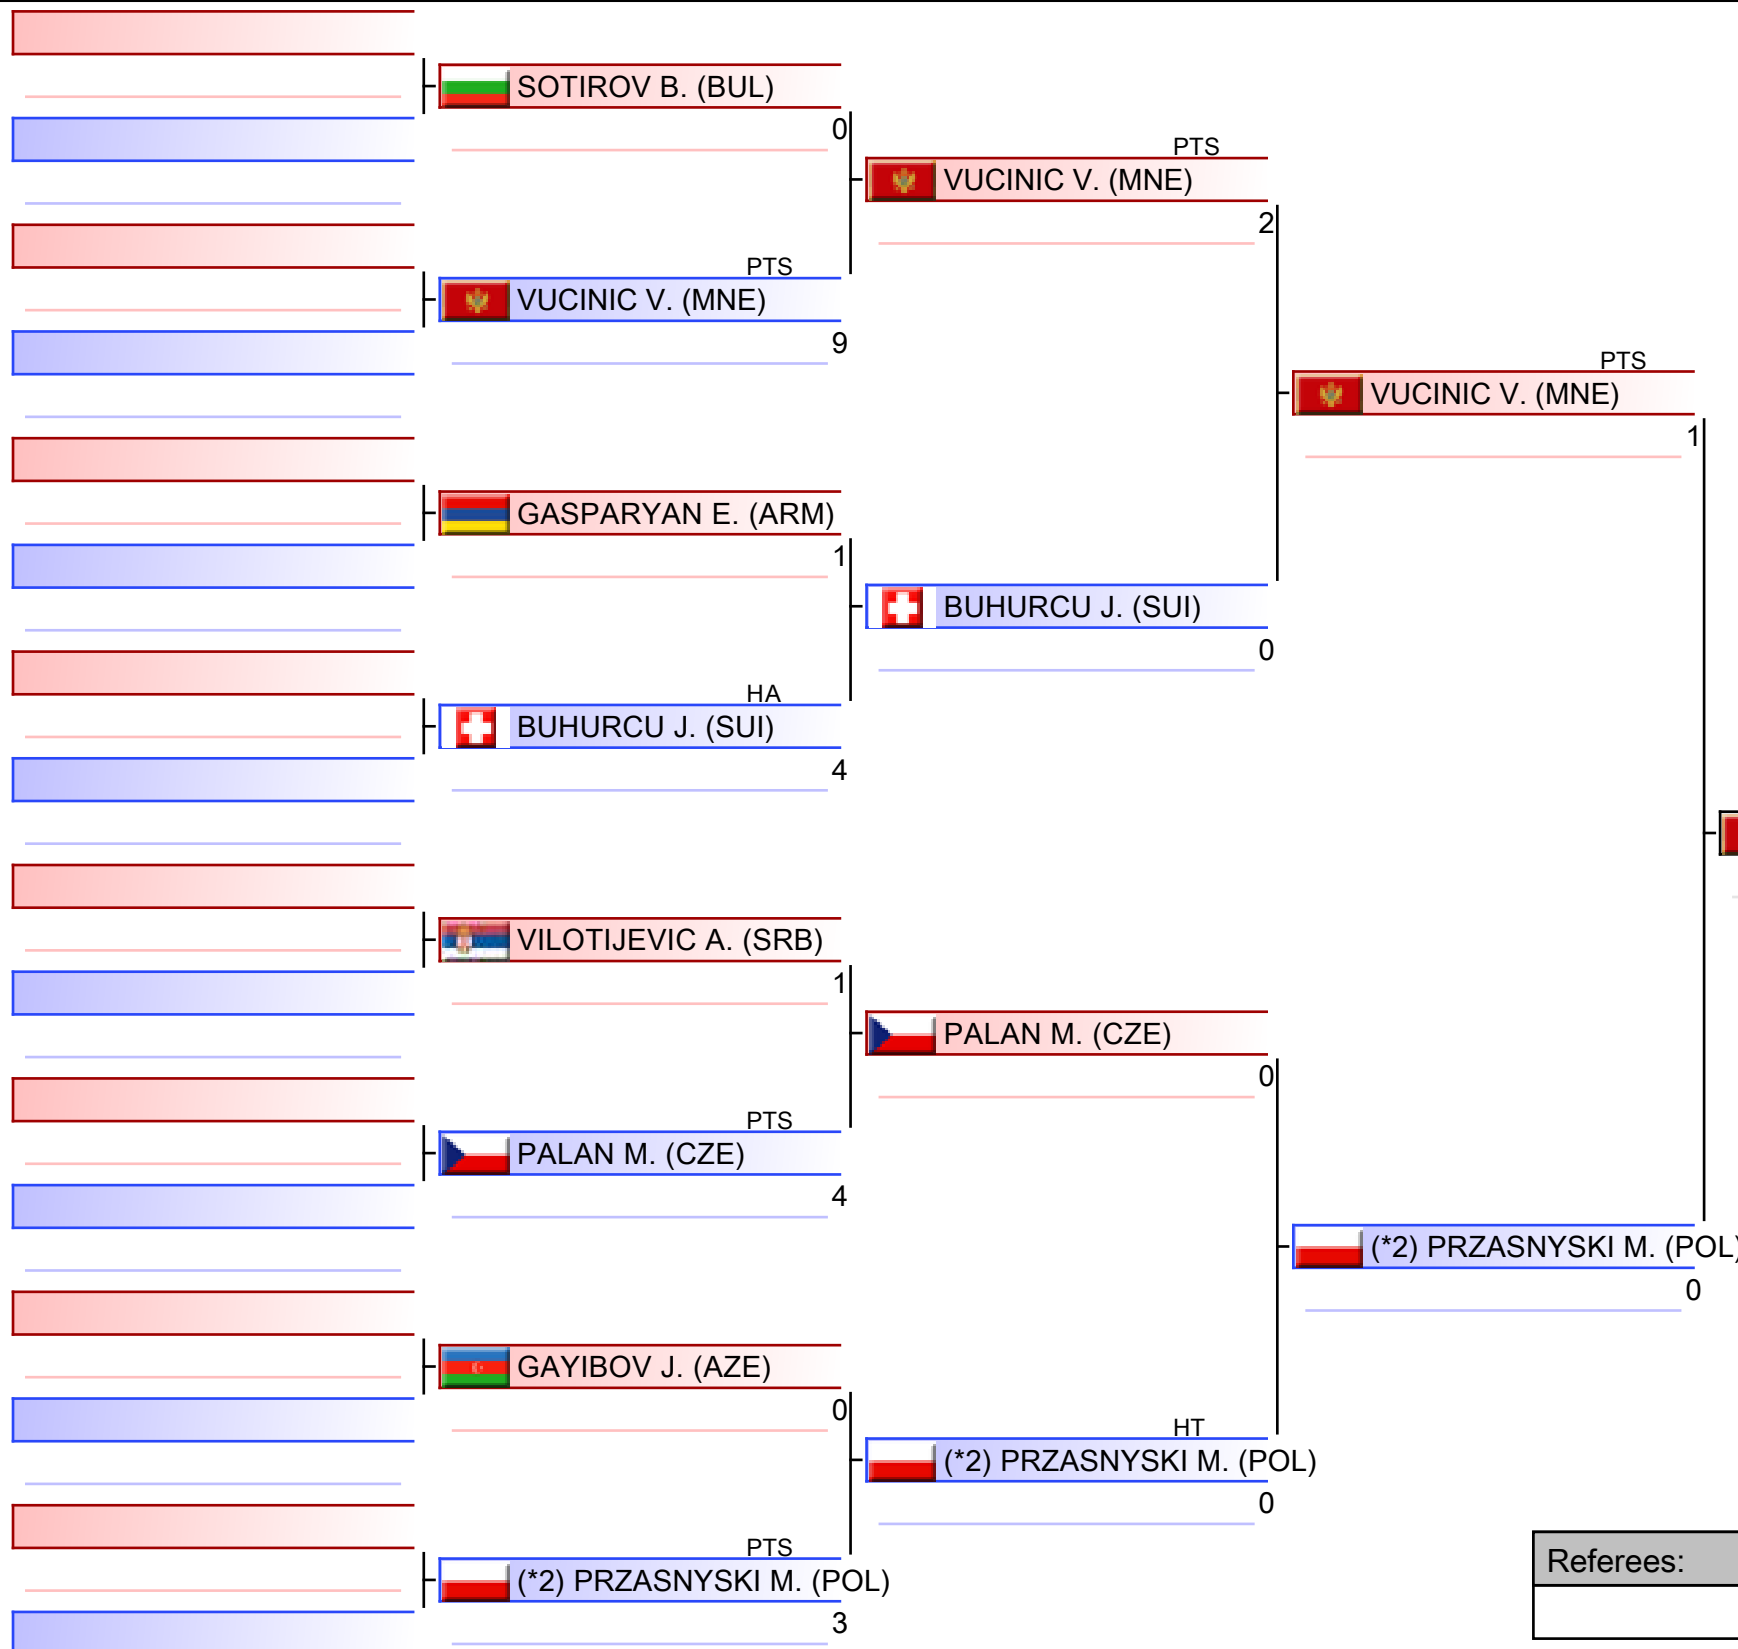 SOTIROV B. (BUL)
0
PTS
VUCINIC V. (MNE)
2
PTS
VUCINIC V. (MNE)
9
PTS
VUCINIC V. (MNE)
1
GASPARYAN E. (ARM)
1
BUHURCU J. (SUI)
0
HA
BUHURCU J. (SUI)
4
VILOTIJEVIC A. (SRB)
1
PALAN M. (CZE)
0
PTS
PALAN M. (CZE)
4
(*2) PRZASNYSKI M. (POL)
0
GAYIBOV J. (AZE)
0
HT
(*2) PRZASNYSKI M. (POL)
0
PTS
(*2) PRZASNYSKI M. (POL)
3
Referees: